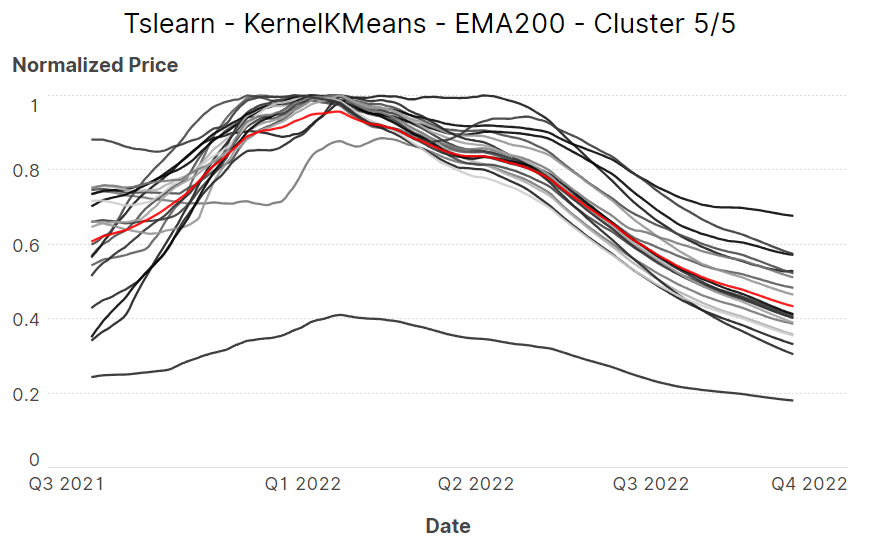 Tslearn - KernelKMeans - EMA200 - Cluster 5/5
Normalized Price
1
0.8
0.6
0.4
0.2
0
Q3 2021 Q1 2022 Q2 2022 Q3 2022 Q4 2022
Date